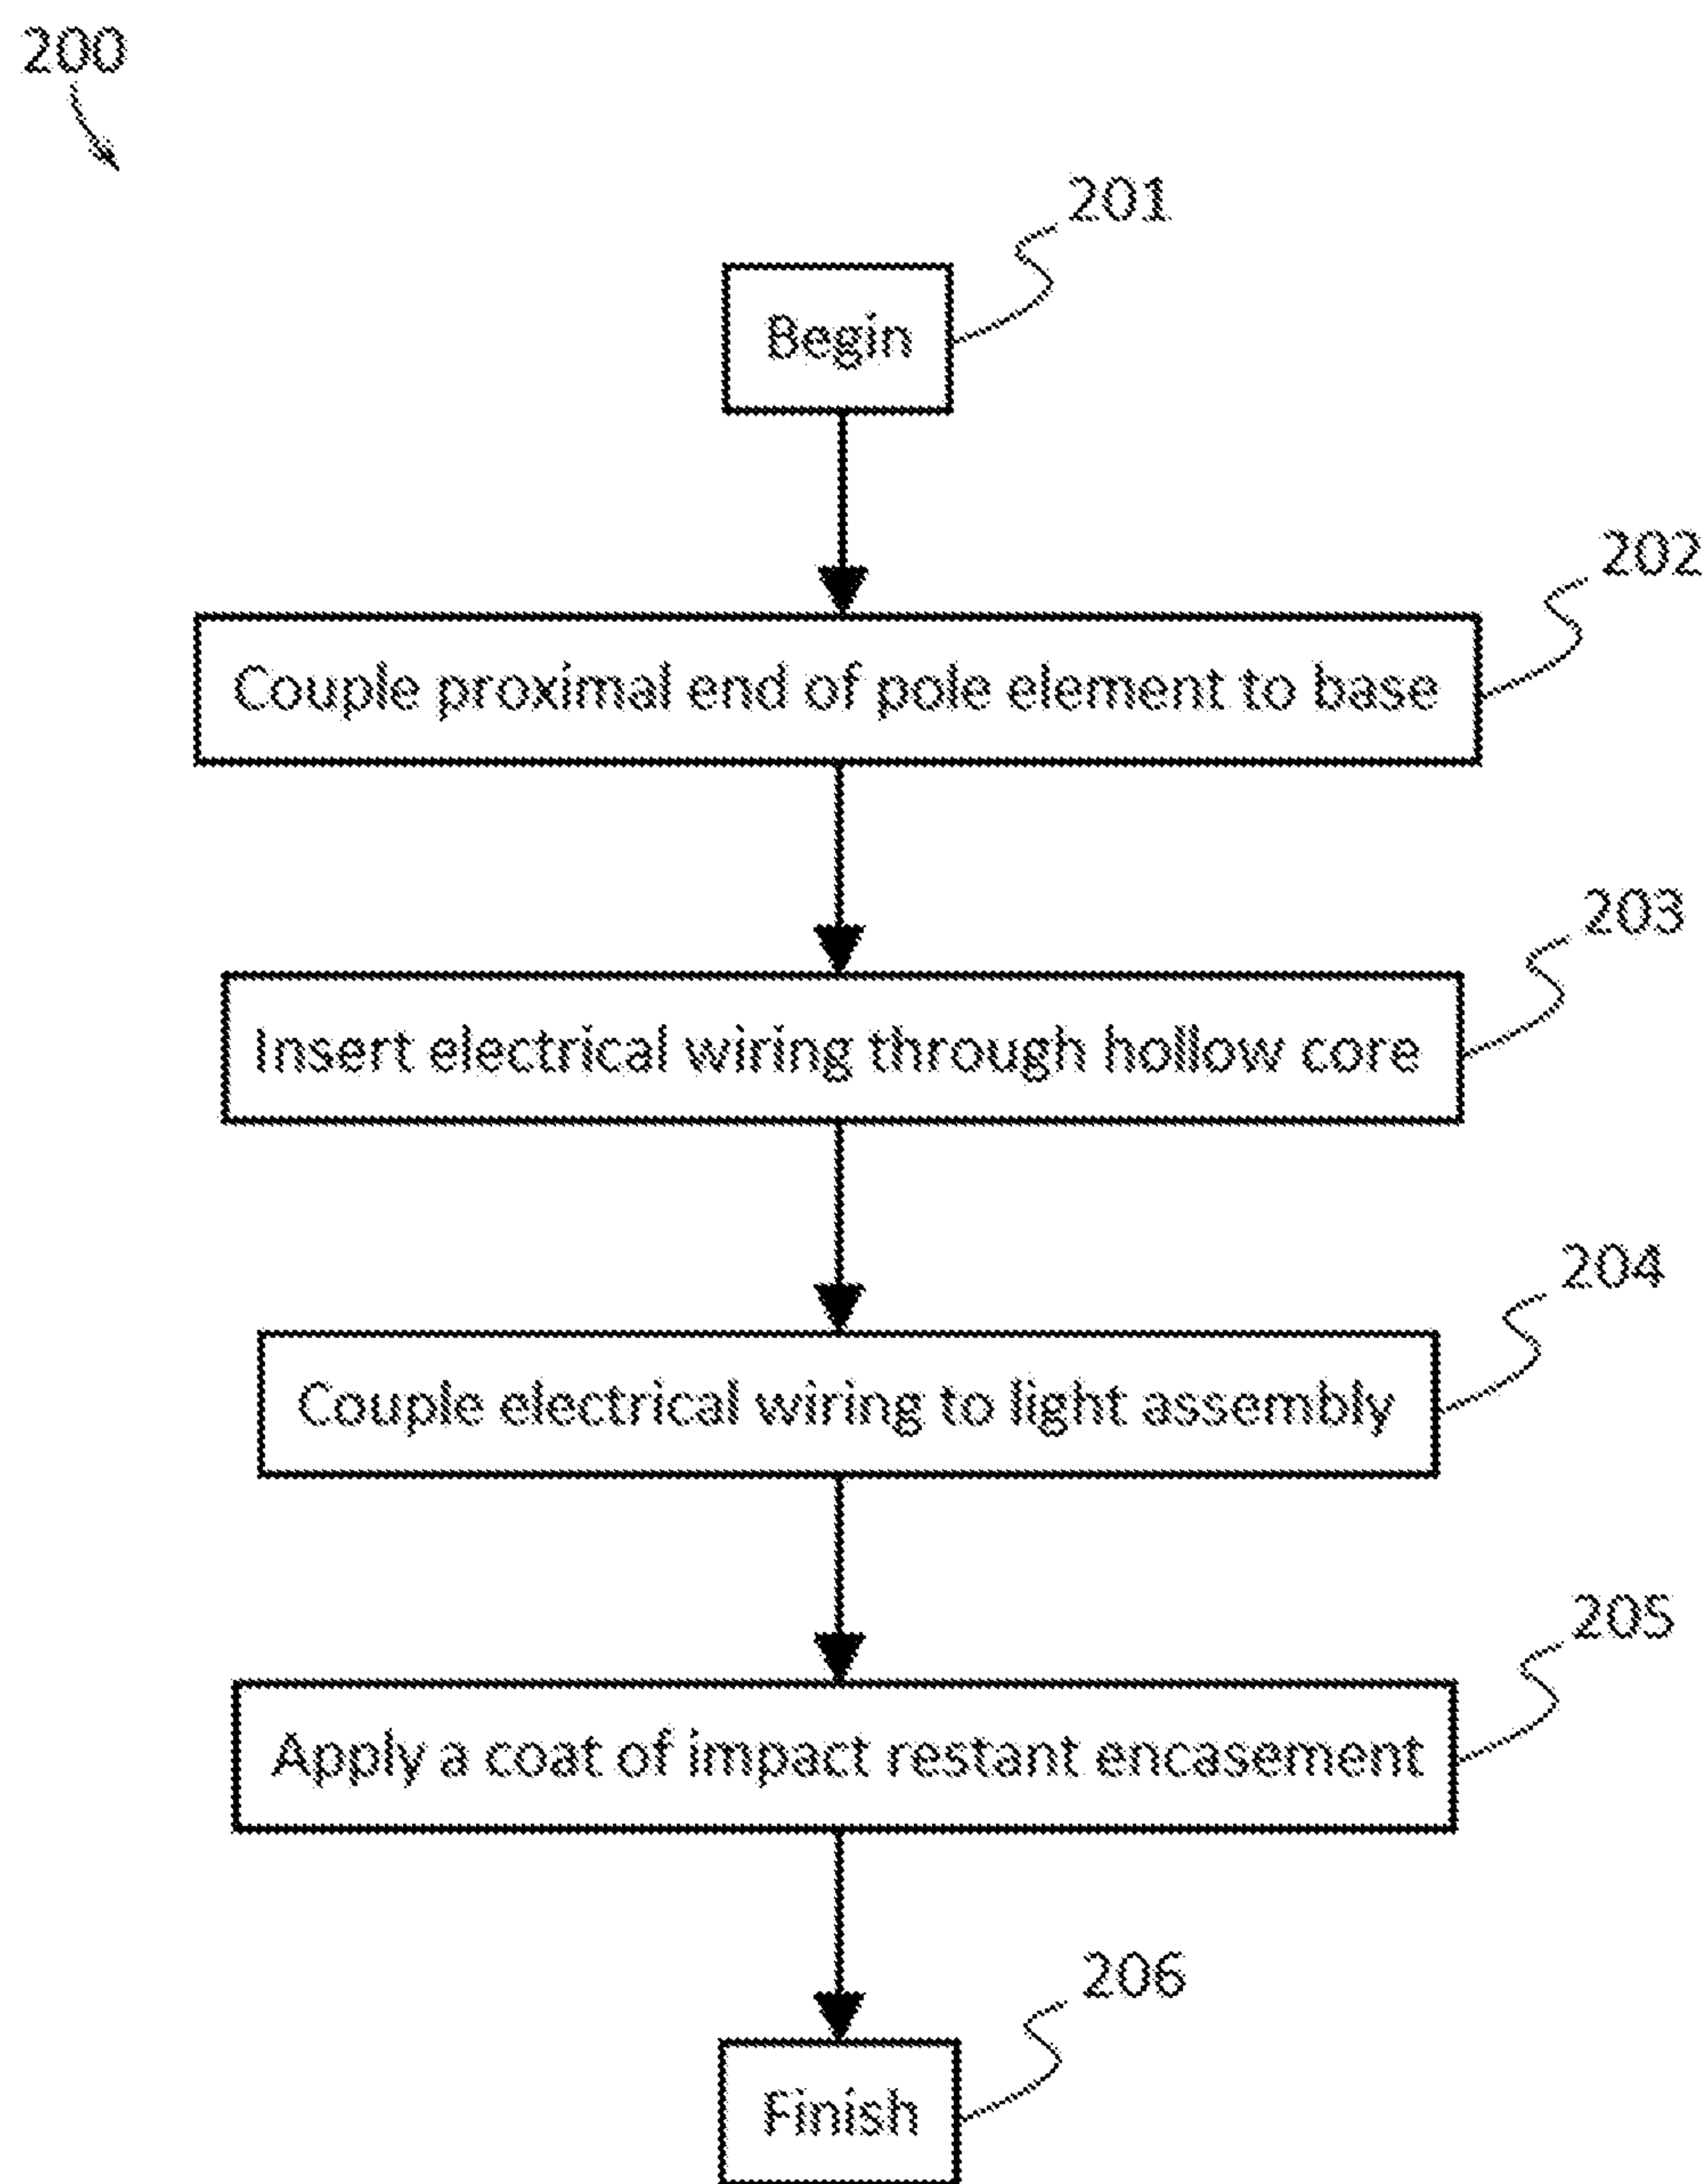 200
201
Begin
202
Couple proximal end of pole element to base
203
Insert electrical wiring through hollow core
204
Couple electrical wiring to light assembly
205
Apply a coat of impact restant encasement
206
Finish